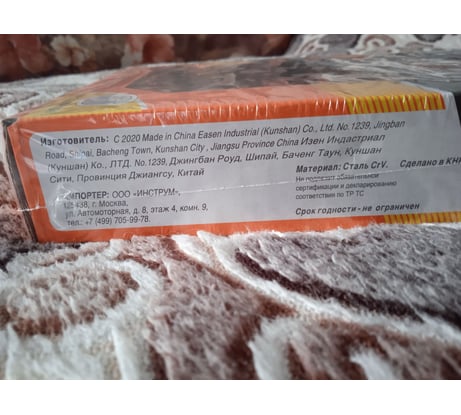 Изготовитель: C 2020 Made in China Easen Industrial (Kunshan) Co., Ltd. No.1239, Jingban
Road, Shipai, Bacheng Town, Kunshan City , Jiangsu Province China Изен Индастриал
(Куншан) Ко., ЛТД. No.1239, Джингбан Роуд, Шипай, Баченг Таун, Куншан
Сити, Провинция Джиангсу, Китай
ИМПОРТЕР: ООО «ИНСТРУМ»,
г. Москва,
ул. Автомоторная, д. 8, этаж 4, комн. 9,
тел.: +7 (499) 705-99-78.
Материал: Сталь CrV. Сделано в КН
Не подлежит обязательной
сертификации и декларированию
соответствия по ТР ТС
Срок годности - не ограничен